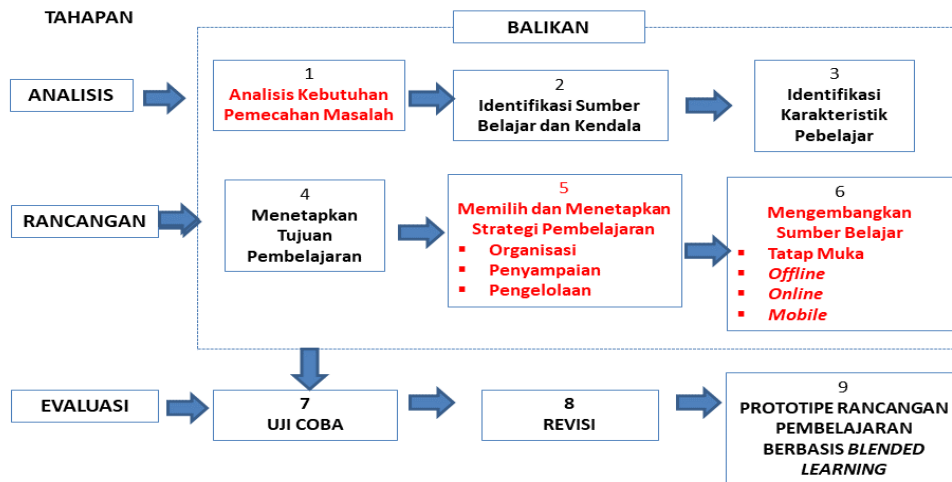 TAHAPAN
BALIKAN
ANALISIS
1
Analisis Kebutuhan
Pemecahan Masalah
2
Identifikasi Sumber
Belajar dan Kendala
3
Identifikasi
Karakteristik
Pebelajar
RANCANGAN
4
Menetapkan
Tujuan
Pembelajaran
5
Memilih dan Menetapkan
Strategi Pembelajaran
▪ Organisasi
▪ Penyampaian
▪ Pengelolaan
6
Mengembangkan
Sumber Belajar
▪ Tatap Muka
▪ Offline
▪ Online
▪ Mobile
EVALUASI
7
UJI COBA
8
REVISI
9
PROTOTIPE RANCANGAN
PEMBELAJARAN
BERBASIS BLENDED
LEARNING